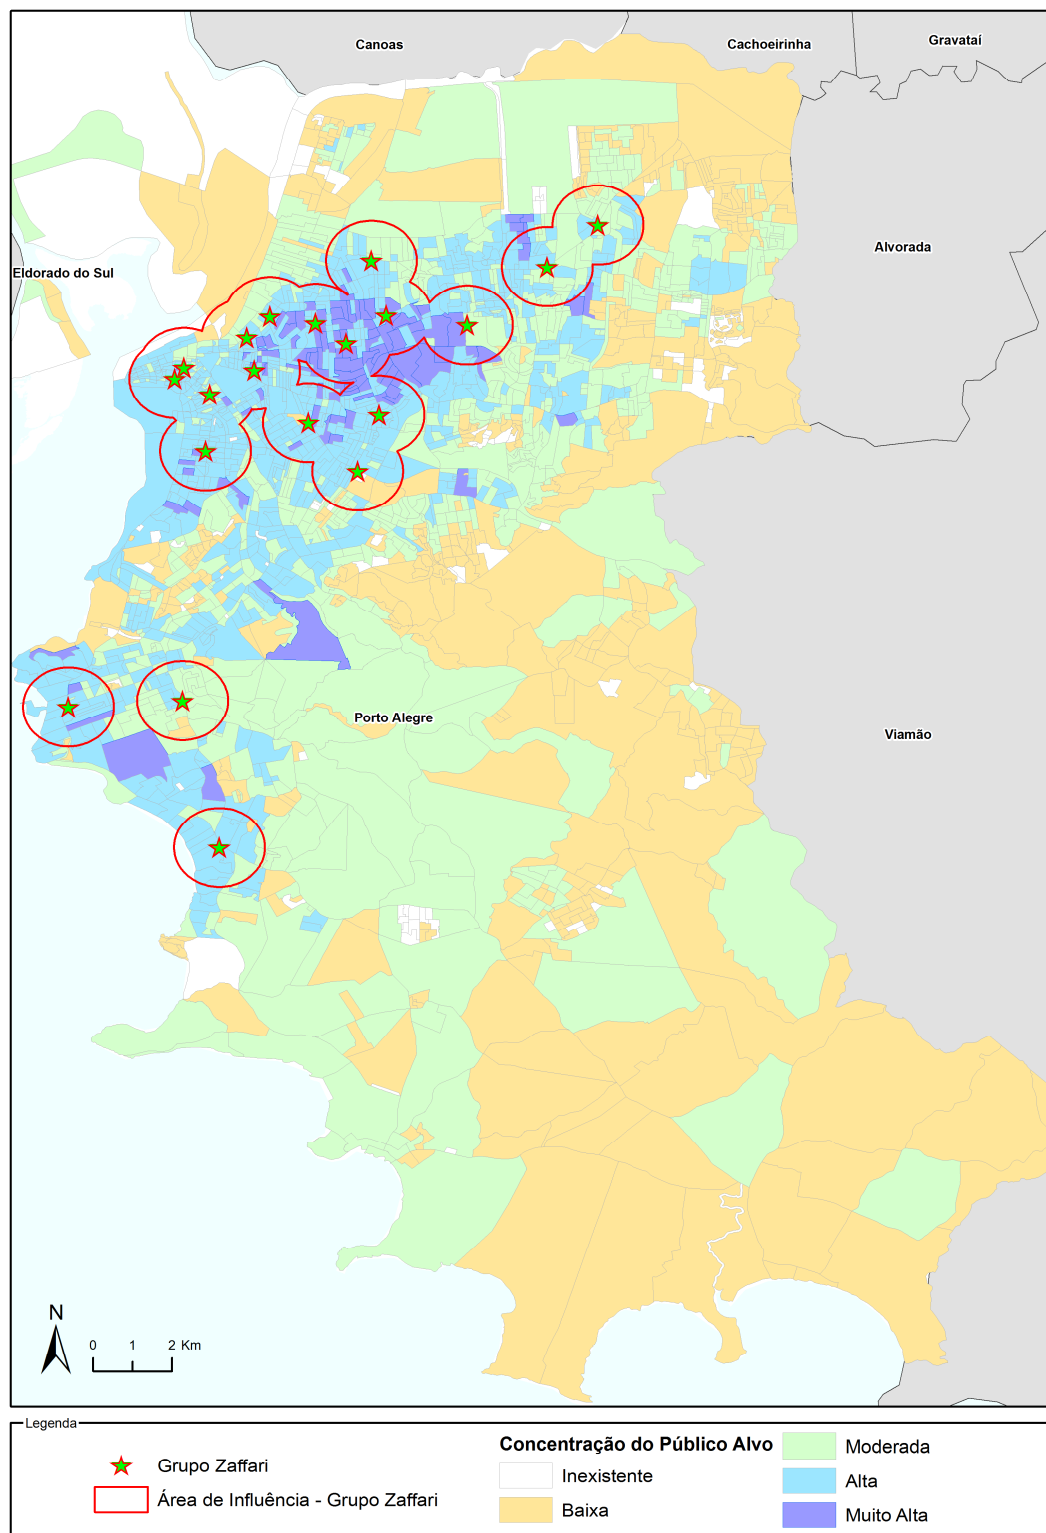 Canoas
Cachoeirinha
Gravataí
Alvorada
Eldorado do Sul
Porto Alegre
Viamão
N
0 1 2 Km
Legenda
Grupo Zaffari
Área de Influência - Grupo Zaffari
Concentração do Público Alvo
Inexistente
Baixa
Moderada
Alta
Muito Alta